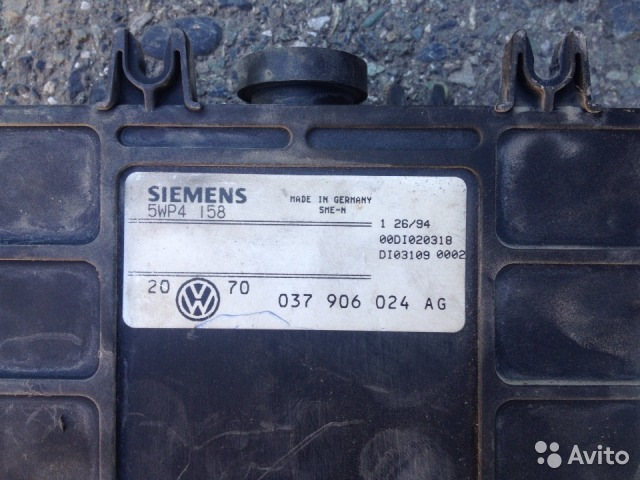 SIEMENS
MADE IN GERMANY
5WP4 158
SME-N
1 26/94
00DI020318
DI03109 0002
20 VW 70 037 906 024 AG
Avito